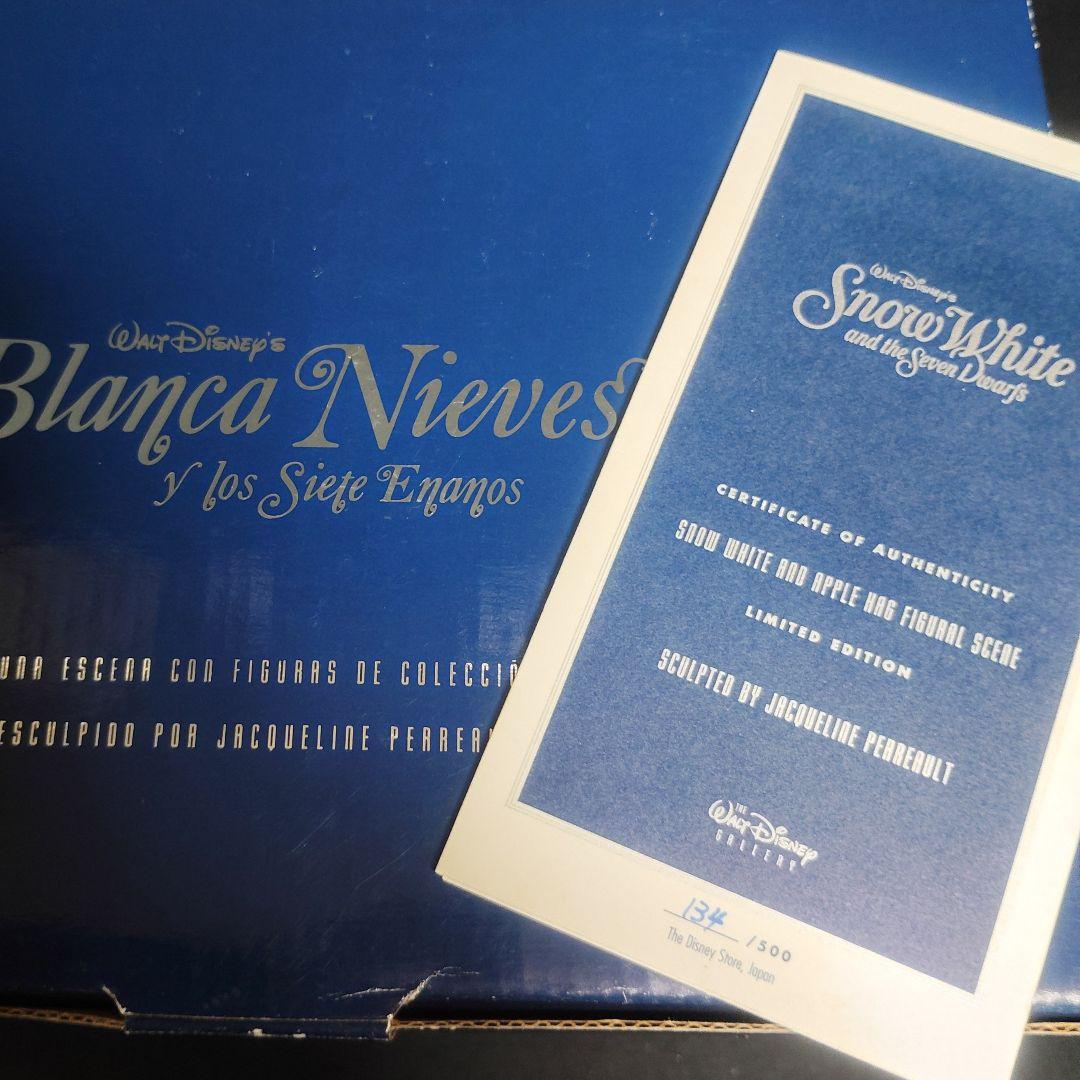 Walt Disney's
Blanca Nieves
y los Siete Enanos
UNA ESCENA CON FIGURAS DE COLECCIÓ
ESCULPIDO POR JACQUELINE PERREAU
Walt Disney's
Snow White
and the Seven Dwarfs
CERTIFICATE OF AUTHENTICITY
SNOW WHITE AND APPLE HAG FIGURAL SCENE
LIMITED EDITION
SCULPTED BY JACQUELINE PERREAULT
THE
Walt Disney
GALLERY
134 /500
The Disney Store, Japan